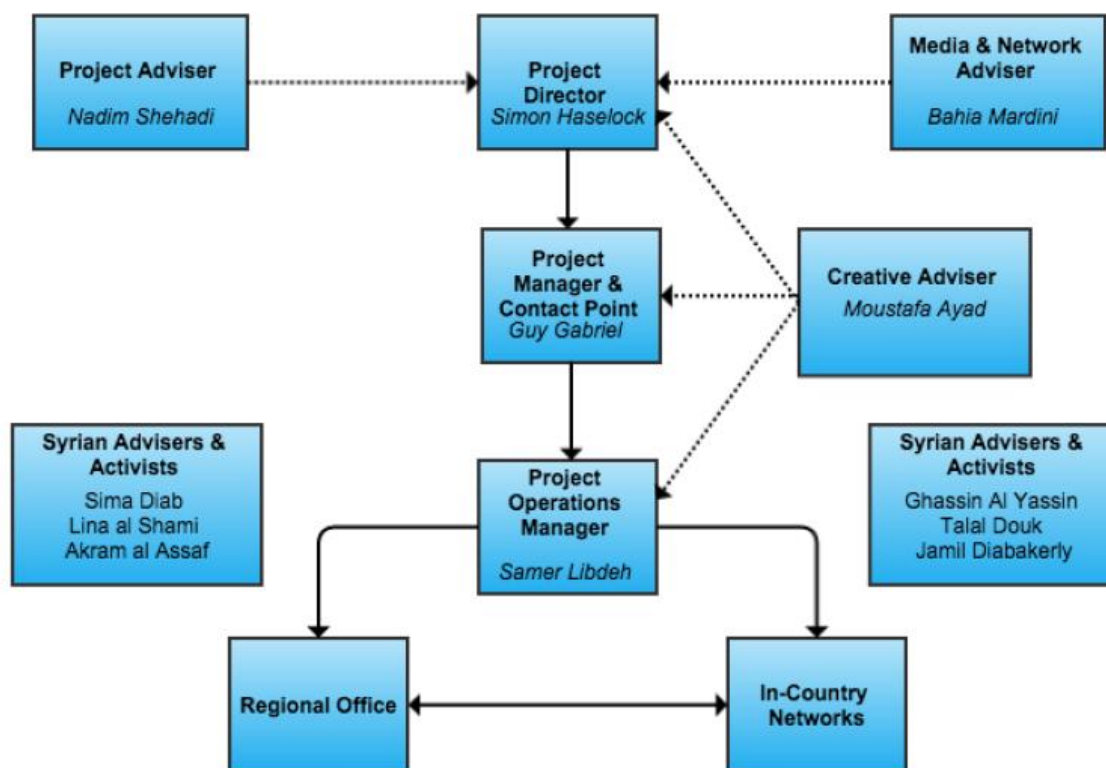 Project Adviser
Nadim Shehadi
Project
Director
Simon Haselock
Media & Network
Adviser
Bahia Mardini
Project
Manager &
Contact Point
Guy Gabriel
Creative Adviser
Moustafa Ayad
Syrian Advisers &
Activists
Sima Diab
Lina al Shami
Akram al Assaf
Project
Operations
Manager
Samer Libdeh
Syrian Advisers &
Activists
Ghassin Al Yassin
Talal Douk
Jamil Diabakerly
Regional Office
In-Country
Networks